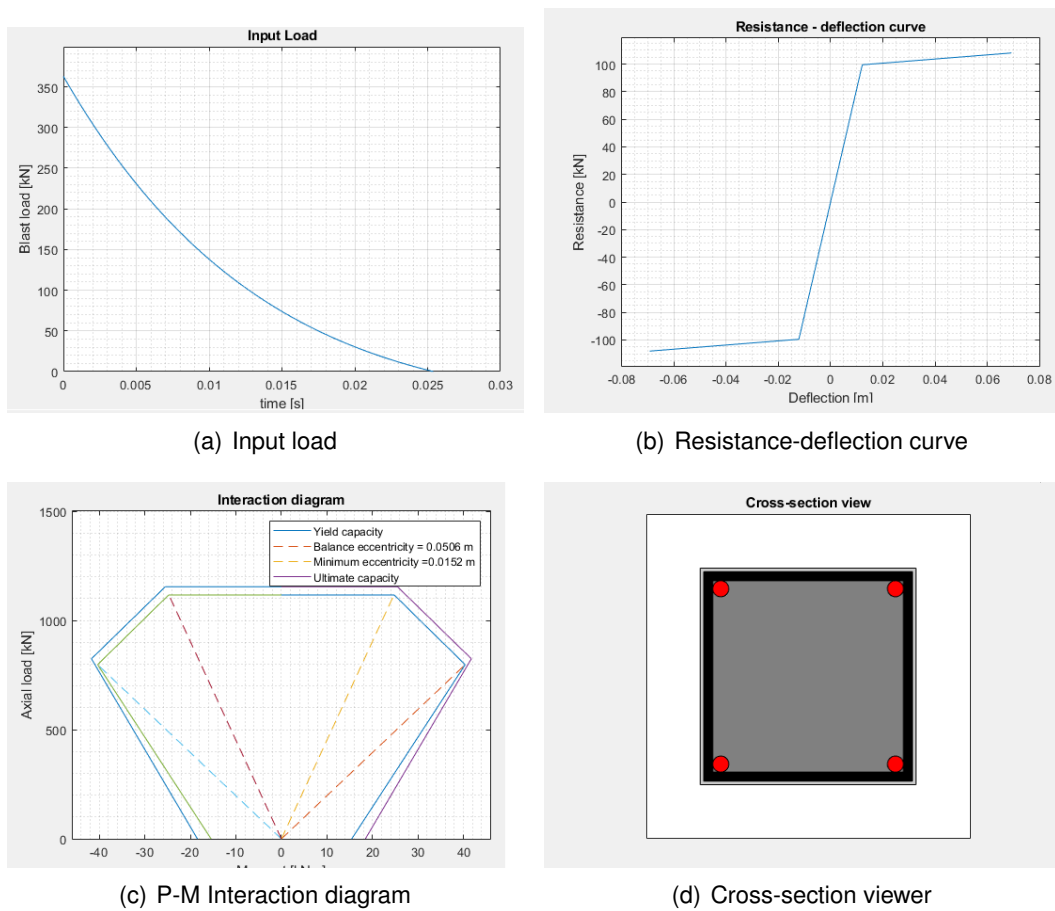 Input Load
350
300
250
200
150
100
50
0
Blast load [kN]
0 0.005 0.01 0.015 0.02 0.025 0.03
time [s]
(a) Input load
Resistance - deflection curve
100
80
60
40
20
0
-20
-40
-60
-80
-100
Resistance [kN]
-0.08 -0.06 -0.04 -0.02 0 0.02 0.04 0.06 0.08
Deflection [m]
(b) Resistance-deflection curve
Interaction diagram
1500
1000
500
0
Axial load [kN]
Yield capacity
Balance eccentricity = 0.0506 m
Minimum eccentricity =0.0152 m
Ultimate capacity
-40 -30 -20 -10 0 10 20 30 40
(c) P-M Interaction diagram
Cross-section view
(d) Cross-section viewer